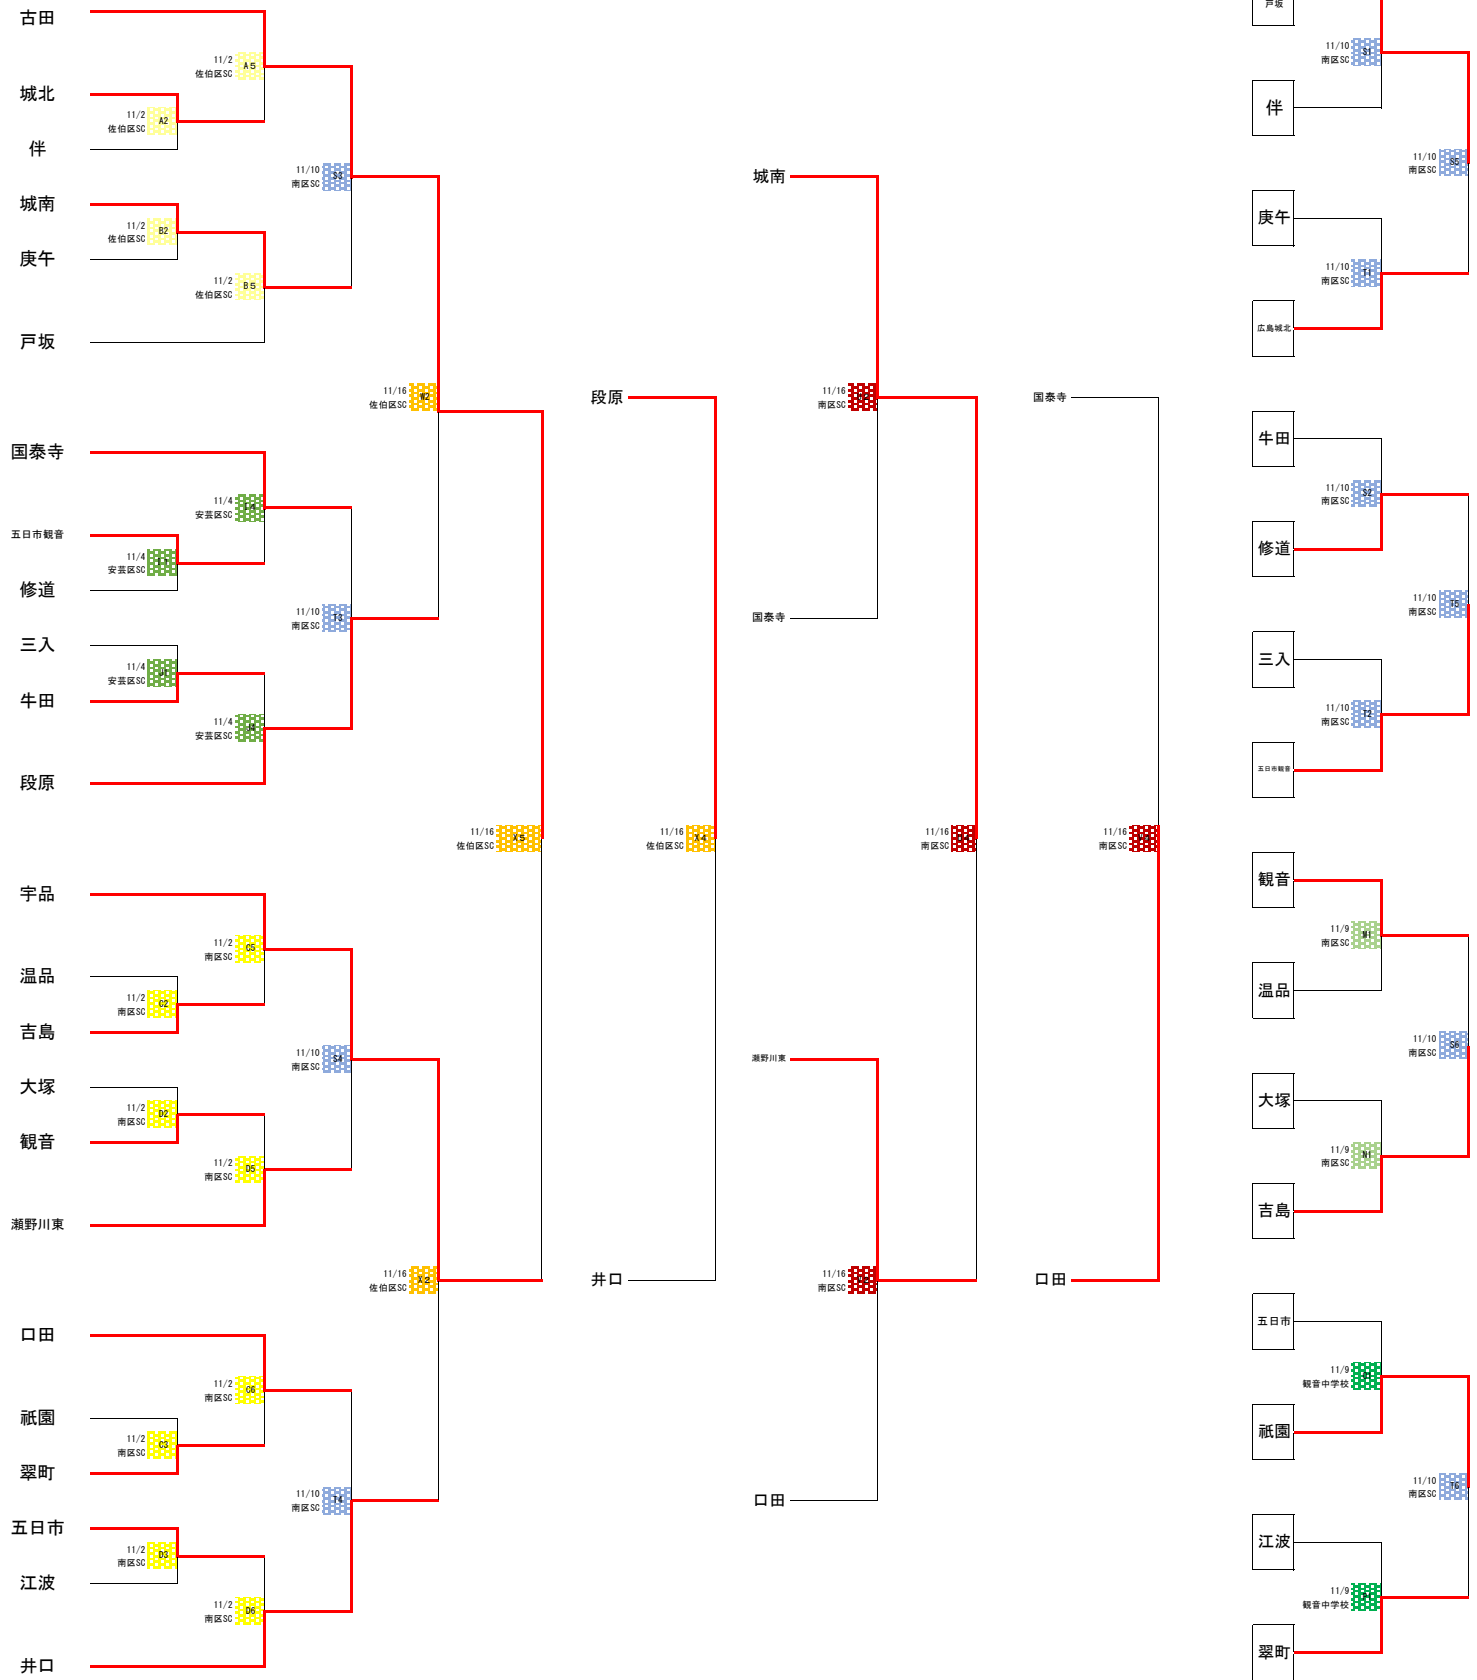 古田
11/2
佐伯区SC
A5
城北
11/2
佐伯区SC
A2
伴
11/10
南区SC
S3
城南
11/2
佐伯区SC
B2
庚午
11/2
佐伯区SC
B5
戸坂
11/16
佐伯区SC
W2
国泰寺
11/4
安芸区SC
五日市観音
11/4
安芸区SC
修道
11/10
南区SC
T3
三入
11/4
安芸区SC
牛田
11/4
安芸区SC
段原
11/16
佐伯区SC
X5
宇品
11/2
南区SC
C5
温品
11/2
南区SC
C2
吉島
11/10
南区SC
S4
大塚
11/2
南区SC
D2
観音
11/2
南区SC
D5
瀬野川東
11/16
佐伯区SC
X2
口田
11/2
南区SC
C6
祇園
11/2
南区SC
C3
翠町
11/10
南区SC
T4
五日市
11/2
南区SC
D3
江波
11/2
南区SC
D6
井口
段原
11/16
佐伯区SC
X4
井口
城南
11/16
南区SC
国泰寺
11/16
南区SC
瀬野川東
11/16
南区SC
口田
国泰寺
11/16
南区SC
口田
戸坂
11/10
南区SC
S1
伴
11/10
南区SC
S5
庚午
11/10
南区SC
T1
広島城北
牛田
11/10
南区SC
S2
修道
11/10
南区SC
T5
三入
11/10
南区SC
T2
五日市観音
観音
11/9
南区SC
M1
温品
11/10
南区SC
S6
大塚
11/9
南区SC
N1
吉島
五日市
11/9
観音中学校
祇園
11/10
南区SC
T6
江波
11/9
観音中学校
翠町